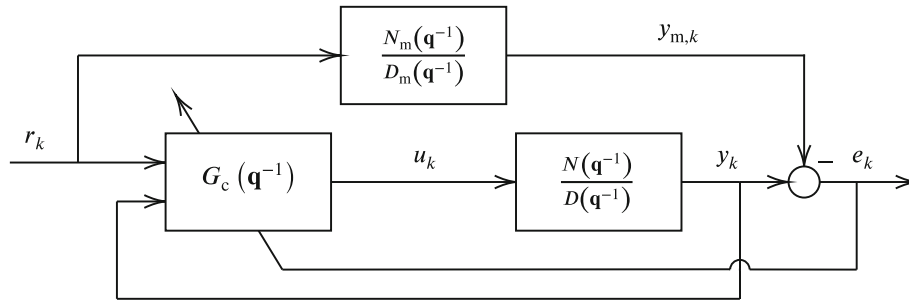 N_m(q⁻¹)
D_m(q⁻¹)
y_{m,k}
r_k
G_c (q⁻¹)
u_k
N(q⁻¹)
D(q⁻¹)
y_k
−
e_k